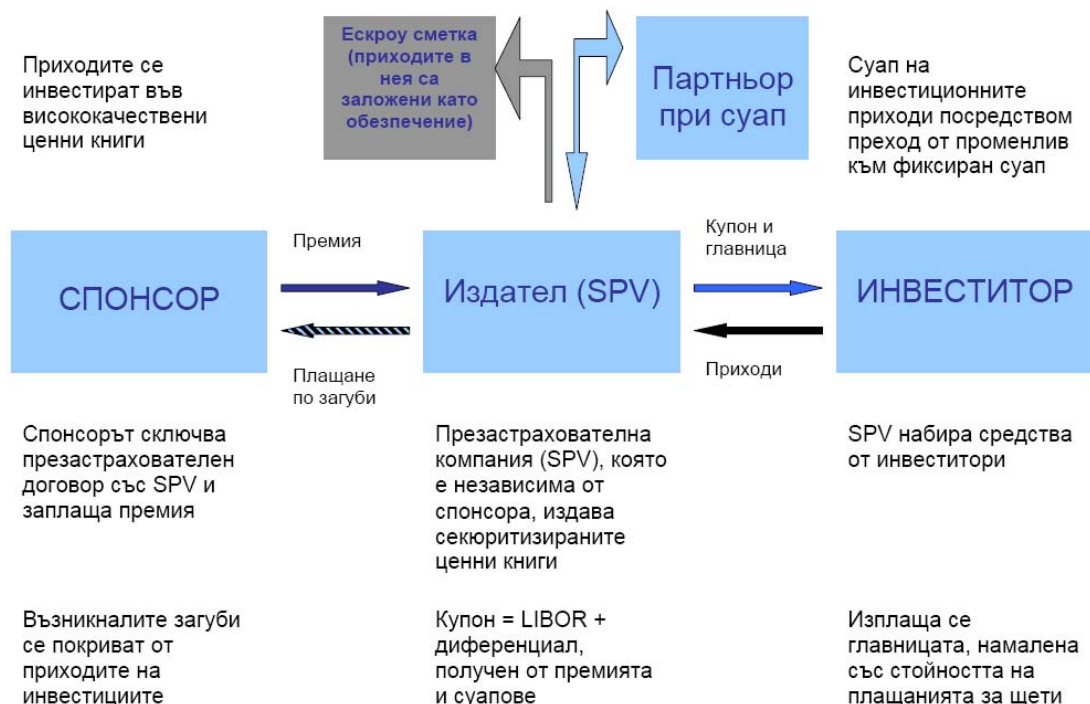 Приходите се
инвестират във
висококачествени
ценни книги
Ескроу сметка
(приходите в
нея са
заложени като
обезпечение)
Партньор
при суап
Суап на
инвестиционните
приходи посредством
преход от променлив
към фиксиран суап
СПОНСОР
Премия
Плащане
по загуби
Издател (SPV)
Купон и
главница
Приходи
ИНВЕСТИТОР
Спонсорът сключва
презастрахователен
договор със SPV и
заплаща премия
Презастрахователна
компания (SPV), която
е независима от
спонсора, издава
секюритизираните
ценни книги
SPV набира средства
от инвеститори
Възникналите загуби
се покриват от
приходите на
инвестициите
Купон = LIBOR +
диференциал,
получен от премията
и суапове
Изплаща се
главницата, намалена
със стойността на
плащанията за щети